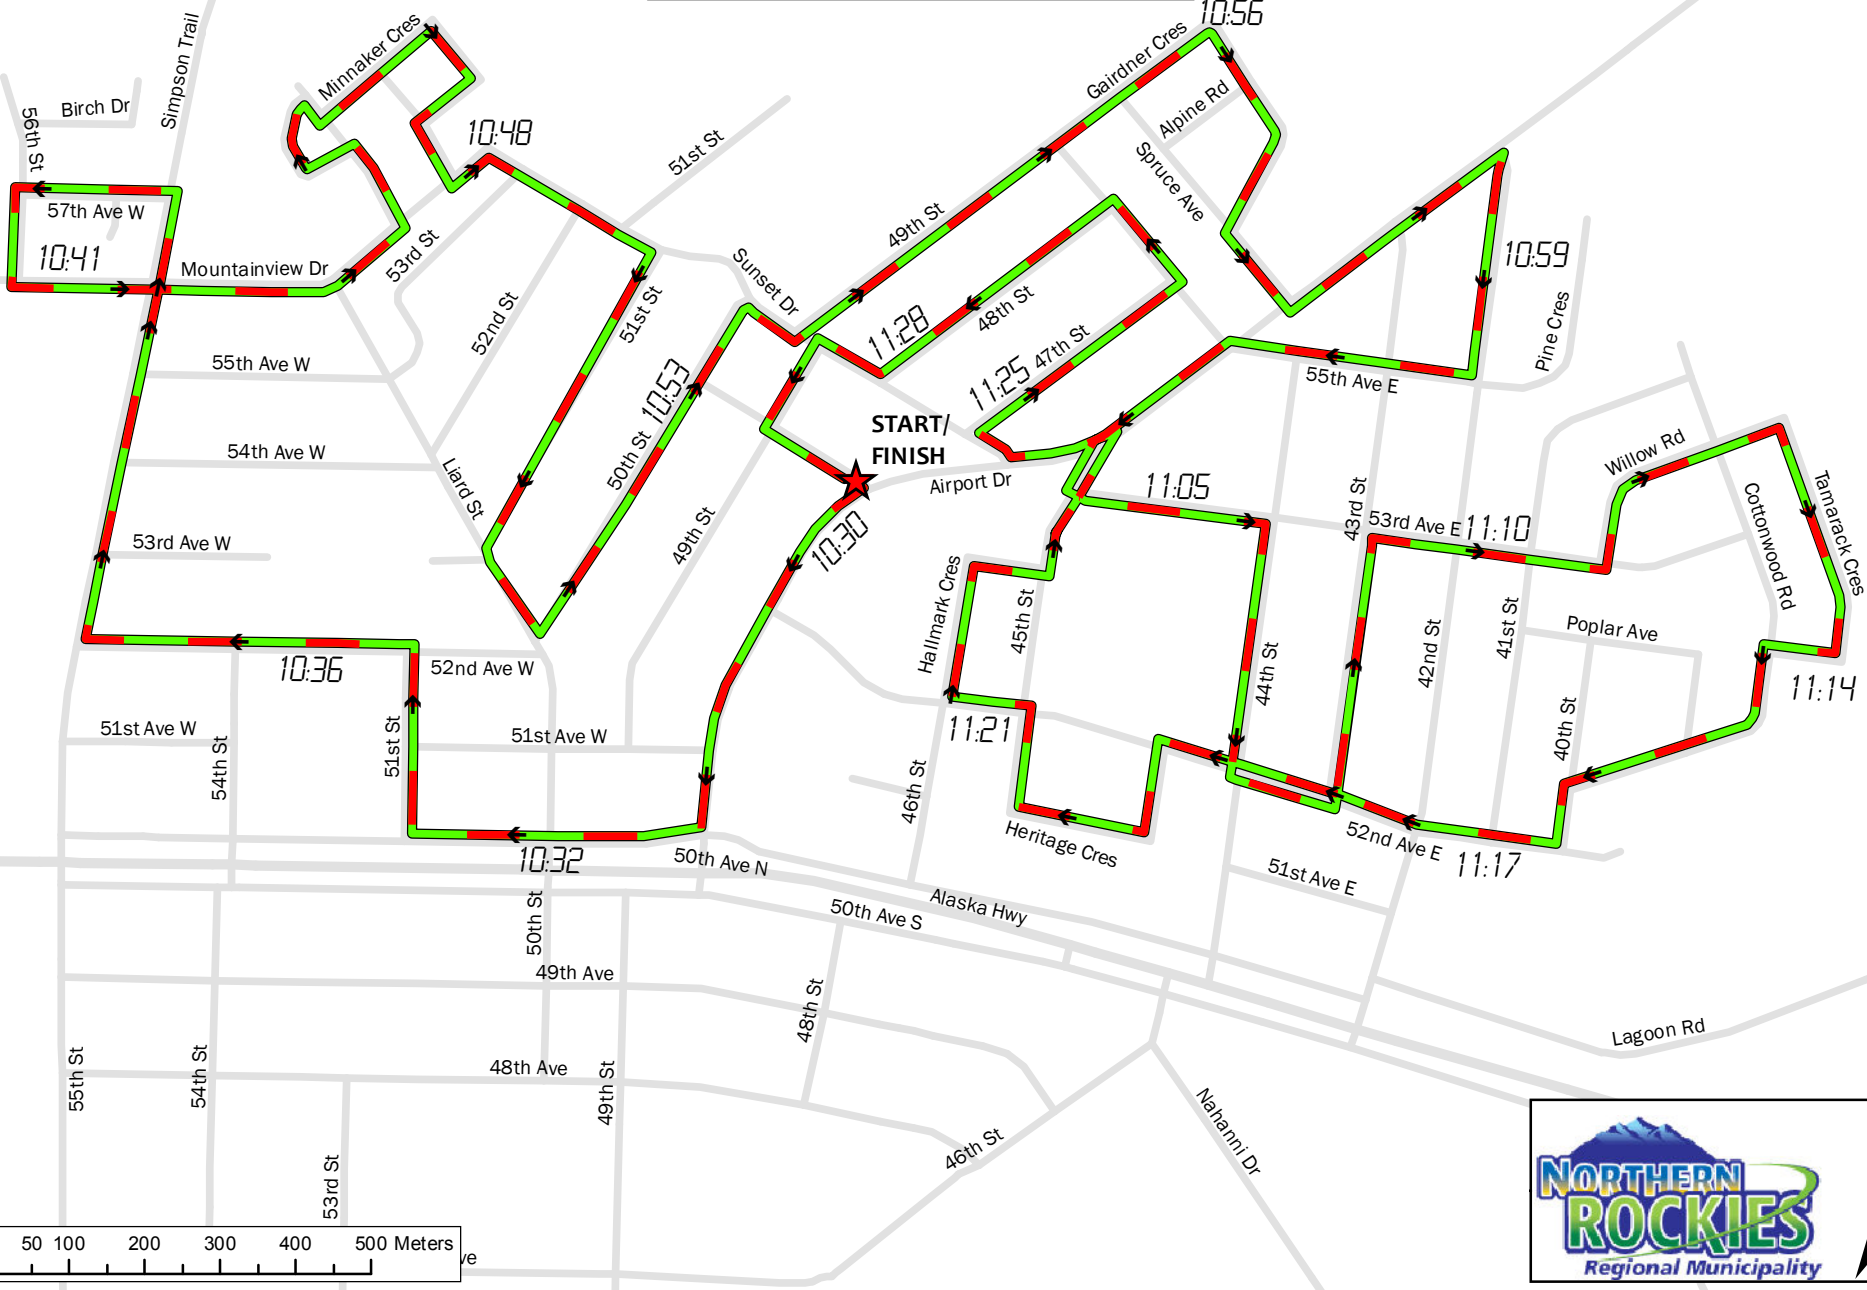 10:56
Simpson Trail
Minnaker Cres
Gairdner Cres
Birch Dr
56th St
Alpine Rd
10:48
51st St
Spruce Ave
57th Ave W
49th St
10:41
Mountainview Dr
53rd St
Sunset Dr
10:59
52nd St
51st St
11:28
48th St
Pine Cres
55th Ave W
47th St
11:25
55th Ave E
10:53
START/
FINISH
54th Ave W
50th St
Liard St
Airport Dr
11:05
Willow Rd
Tamarack Cres
Cottonwood Rd
43rd St
53rd Ave E
11:10
10:30
49th St
53rd Ave W
Hallmark Cres
45th St
44th St
42nd St
41st St
Poplar Ave
10:36
52nd Ave W
11:14
51st Ave W
51st St
51st Ave W
54th St
11:21
40th St
46th St
Heritage Cres
52nd Ave E
11:17
10:32
50th Ave N
51st Ave E
Alaska Hwy
50th Ave S
50th St
49th Ave
48th St
Lagoon Rd
55th St
54th St
48th Ave
49th St
46th St
Nahanni Dr
53rd St
NORTHERN
ROCKIES
Regional Municipality
50 100 200 300 400 500 Meters
ve